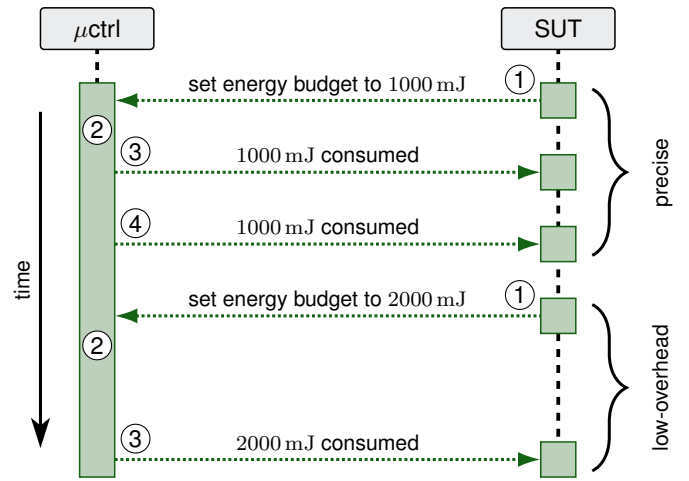 μctrl
SUT
set energy budget to 1000 mJ
①
②
③
1000 mJ consumed
④
1000 mJ consumed
precise
time
set energy budget to 2000 mJ
①
②
③
2000 mJ consumed
low-overhead